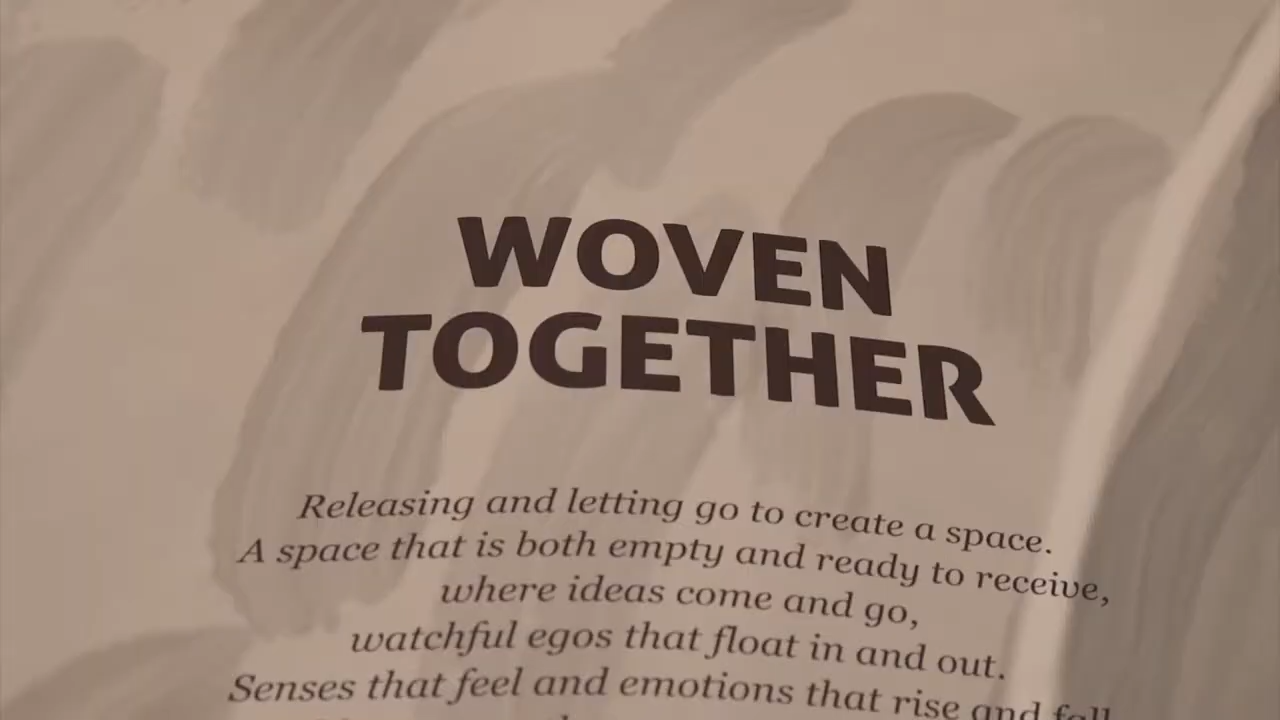 WOVEN
TOGETHER
Releasing and letting go to create a space.
A space that is both empty and ready to receive,
where ideas come and go,
watchful egos that float in and out.
Senses that feel and emotions that rise and fall